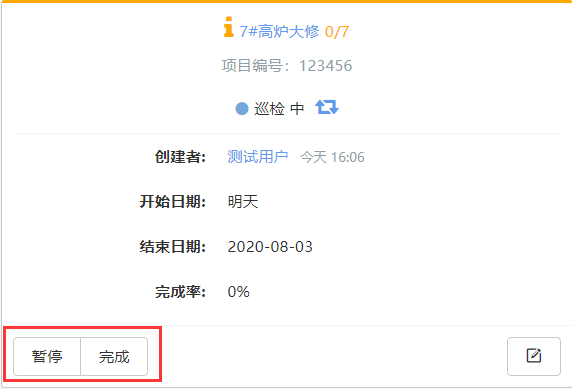 7#高炉大修 0/7
项目编号：123456
巡检 中
创建者: 测试用户 今天 16:06
开始日期: 明天
结束日期: 2020-08-03
完成率: 0%
暂停 完成